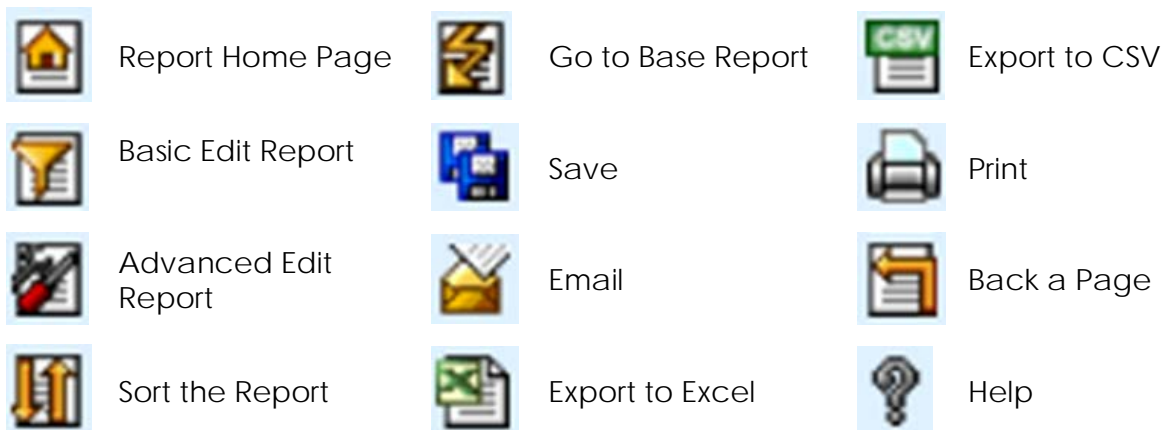 Report Home Page
Go to Base Report
CSV
Export to CSV
Basic Edit Report
Save
Print
Advanced Edit
Report
Email
Back a Page
Sort the Report
Export to Excel
Help